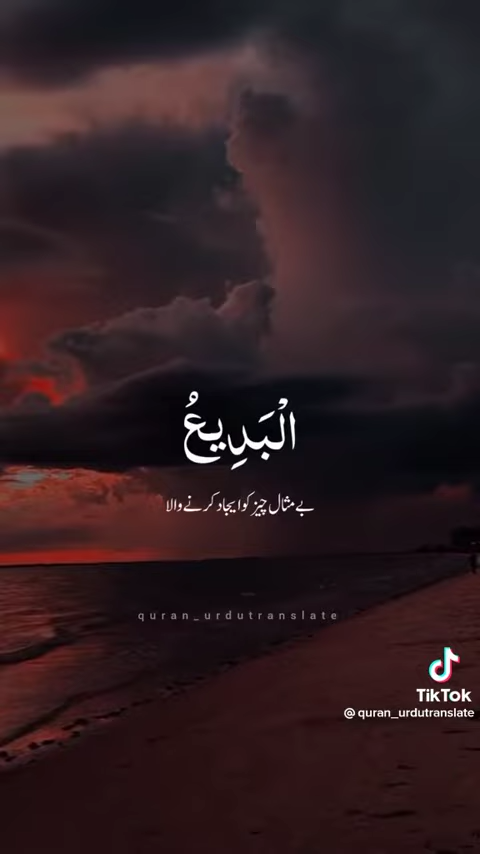 الْبَدِيعُ
بے مثال چیز کو ایجاد کرنے والا
quran_urdutranslate
TikTok
@quran_urdutranslate